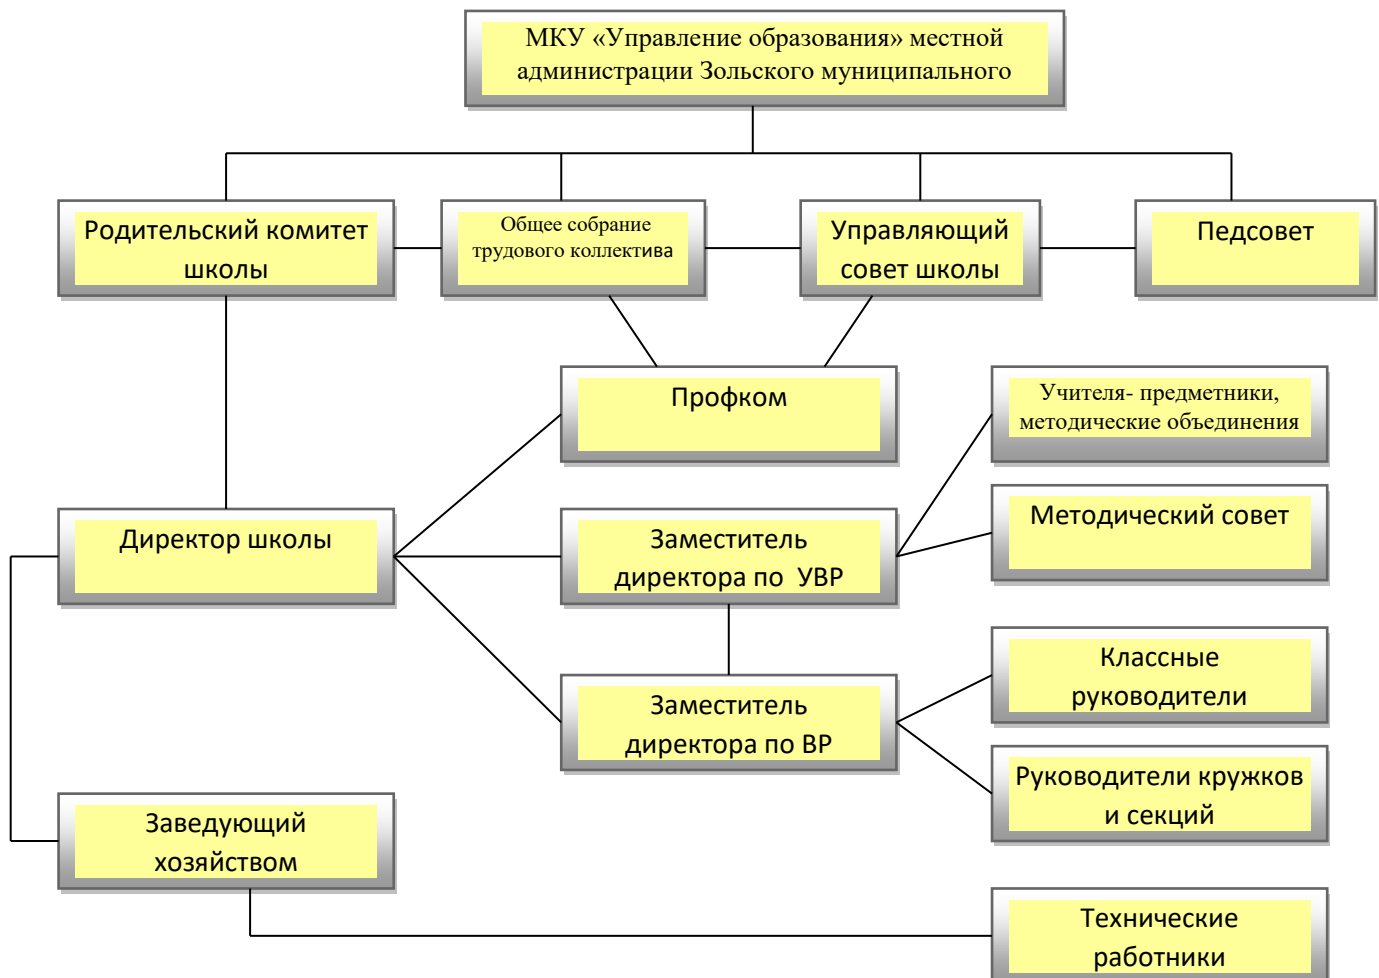 МКУ «Управление образования» местной
администрации Зольского муниципального
Родительский комитет
школы
Общее собрание
трудового коллектива
Управляющий
совет школы
Педсовет
Профком
Учителя- предметники,
методические объединения
Директор школы
Заместитель
директора по УВР
Методический совет
Заместитель
директора по ВР
Классные
руководители
Руководители кружков
и секций
Заведующий
хозяйством
Технические
работники